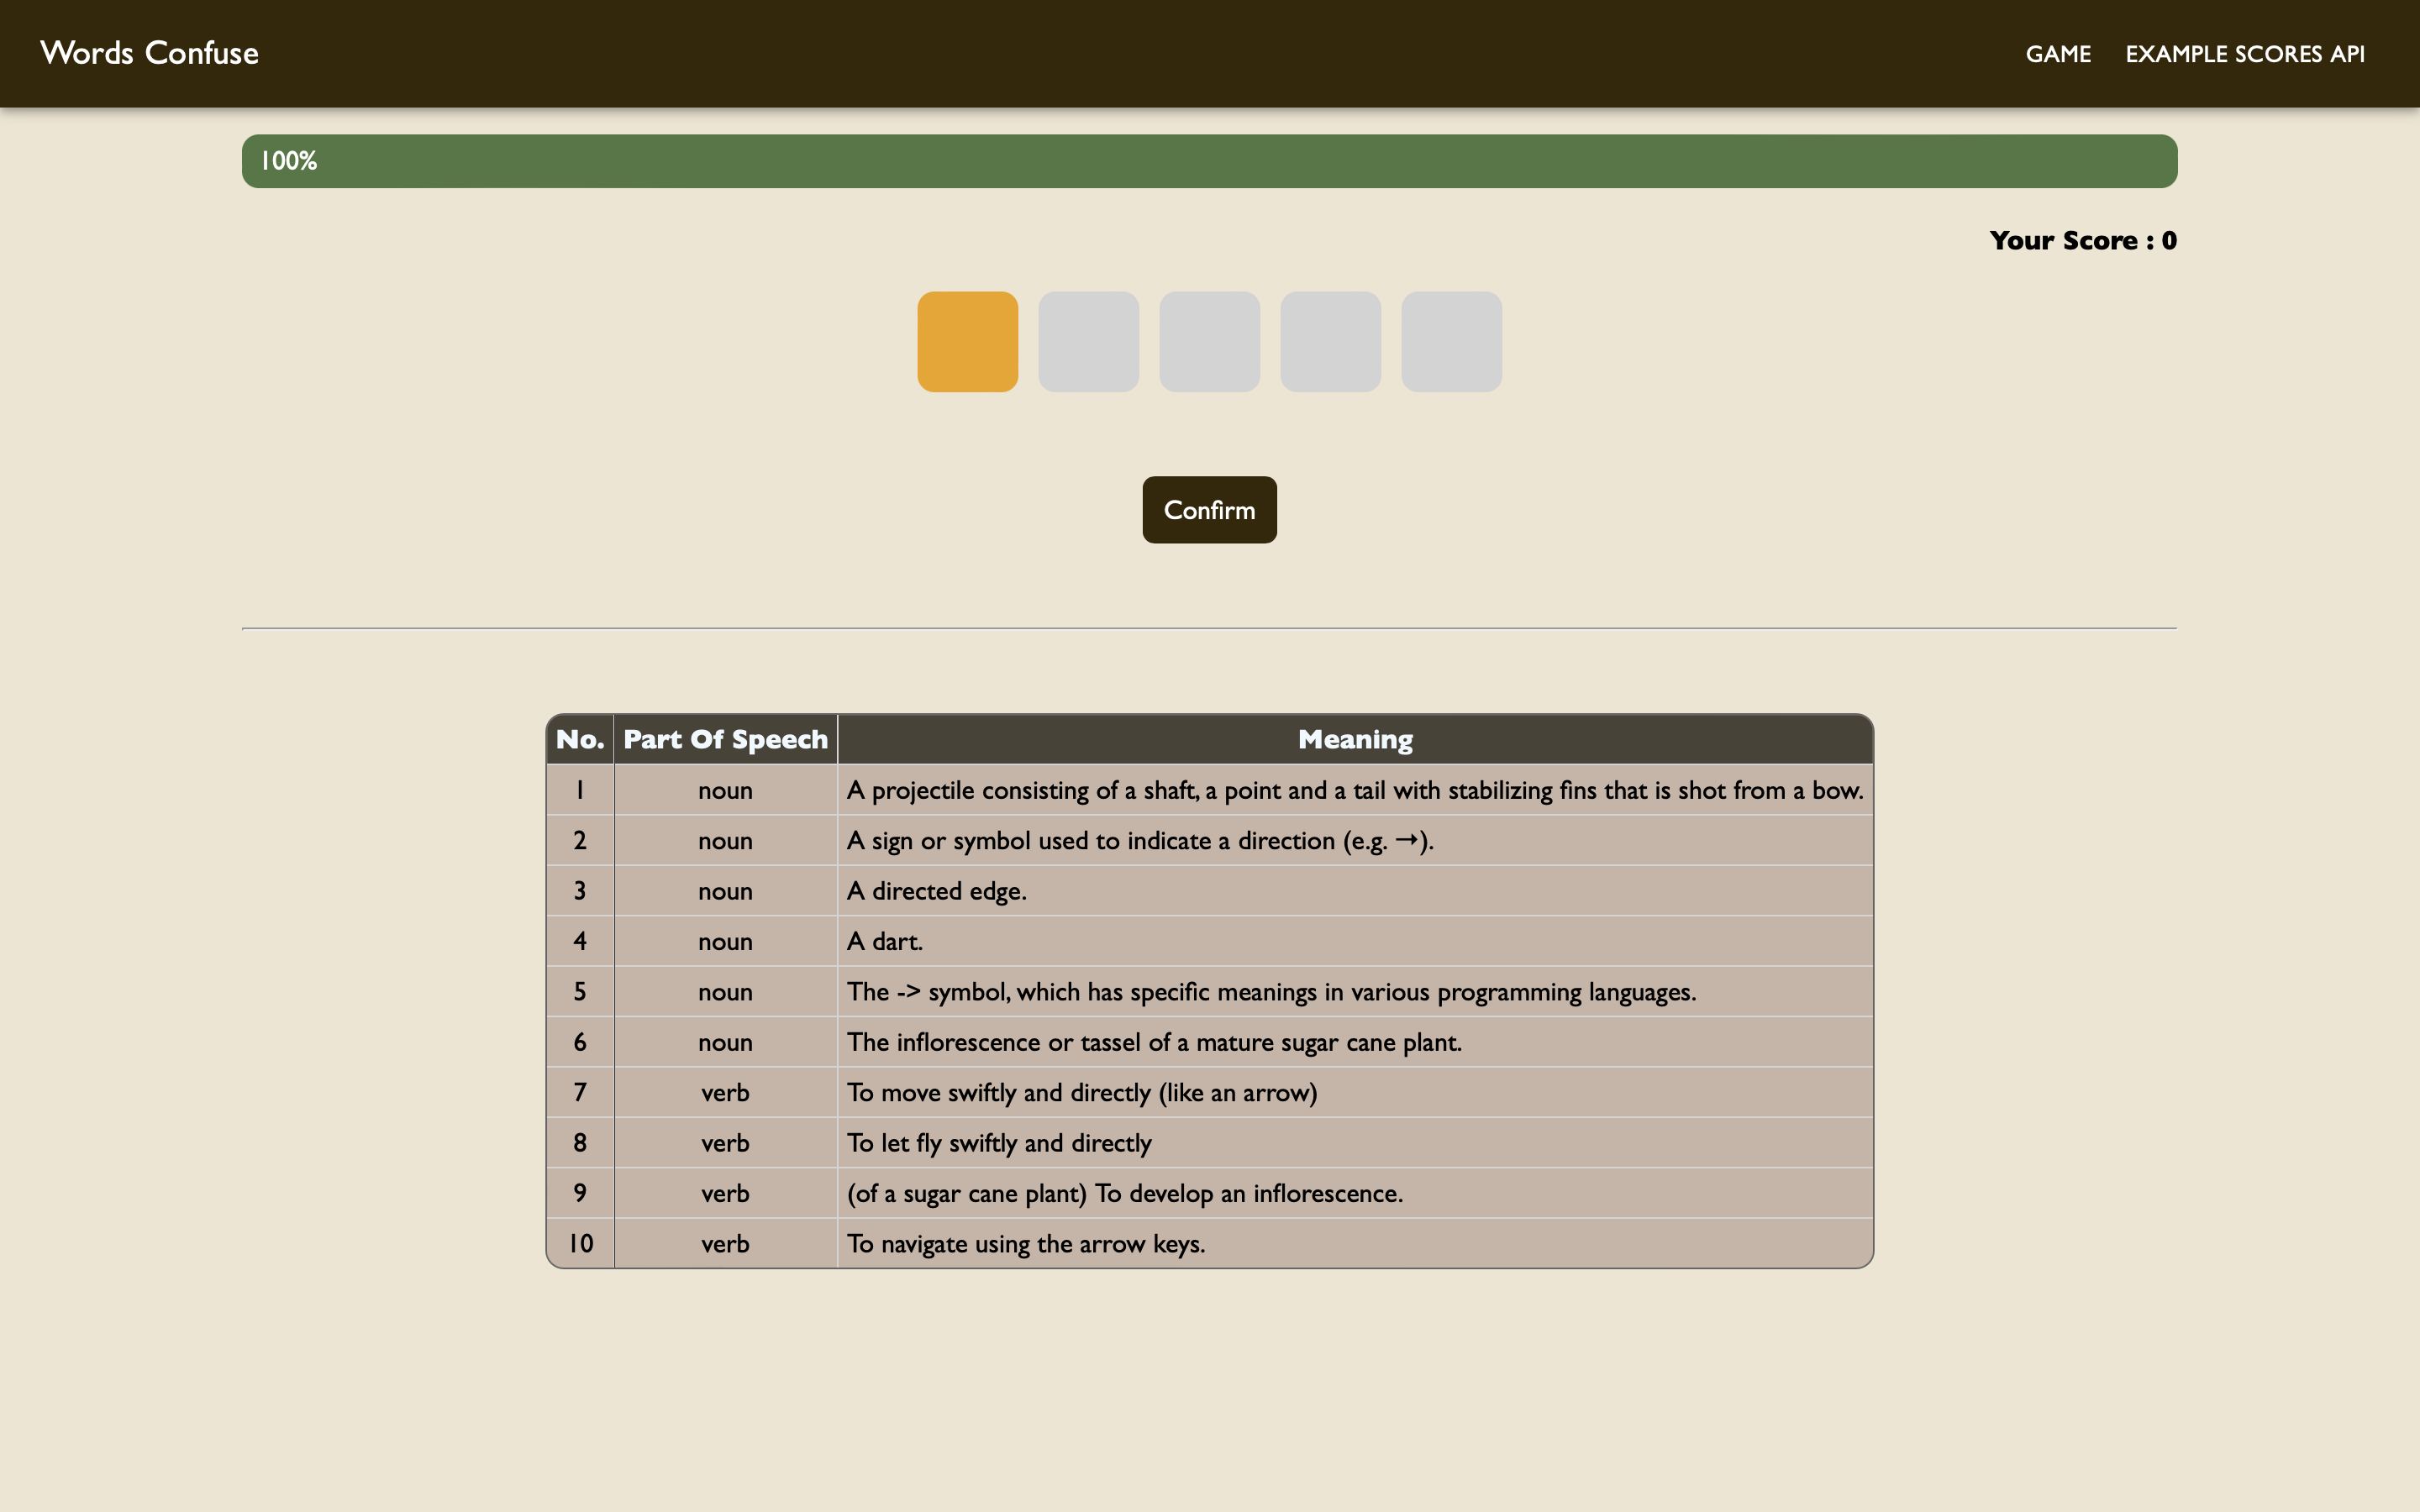 Words Confuse GAME EXAMPLE SCORES API
100%
Your Score : 0
Confirm
No. Part Of Speech Meaning
1 noun A projectile consisting of a shaft, a point and a tail with stabilizing fins that is shot from a bow.
2 noun A sign or symbol used to indicate a direction (e.g. →).
3 noun A directed edge.
4 noun A dart.
5 noun The -> symbol, which has specific meanings in various programming languages.
6 noun The inflorescence or tassel of a mature sugar cane plant.
7 verb To move swiftly and directly (like an arrow)
8 verb To let fly swiftly and directly
9 verb (of a sugar cane plant) To develop an inflorescence.
10 verb To navigate using the arrow keys.